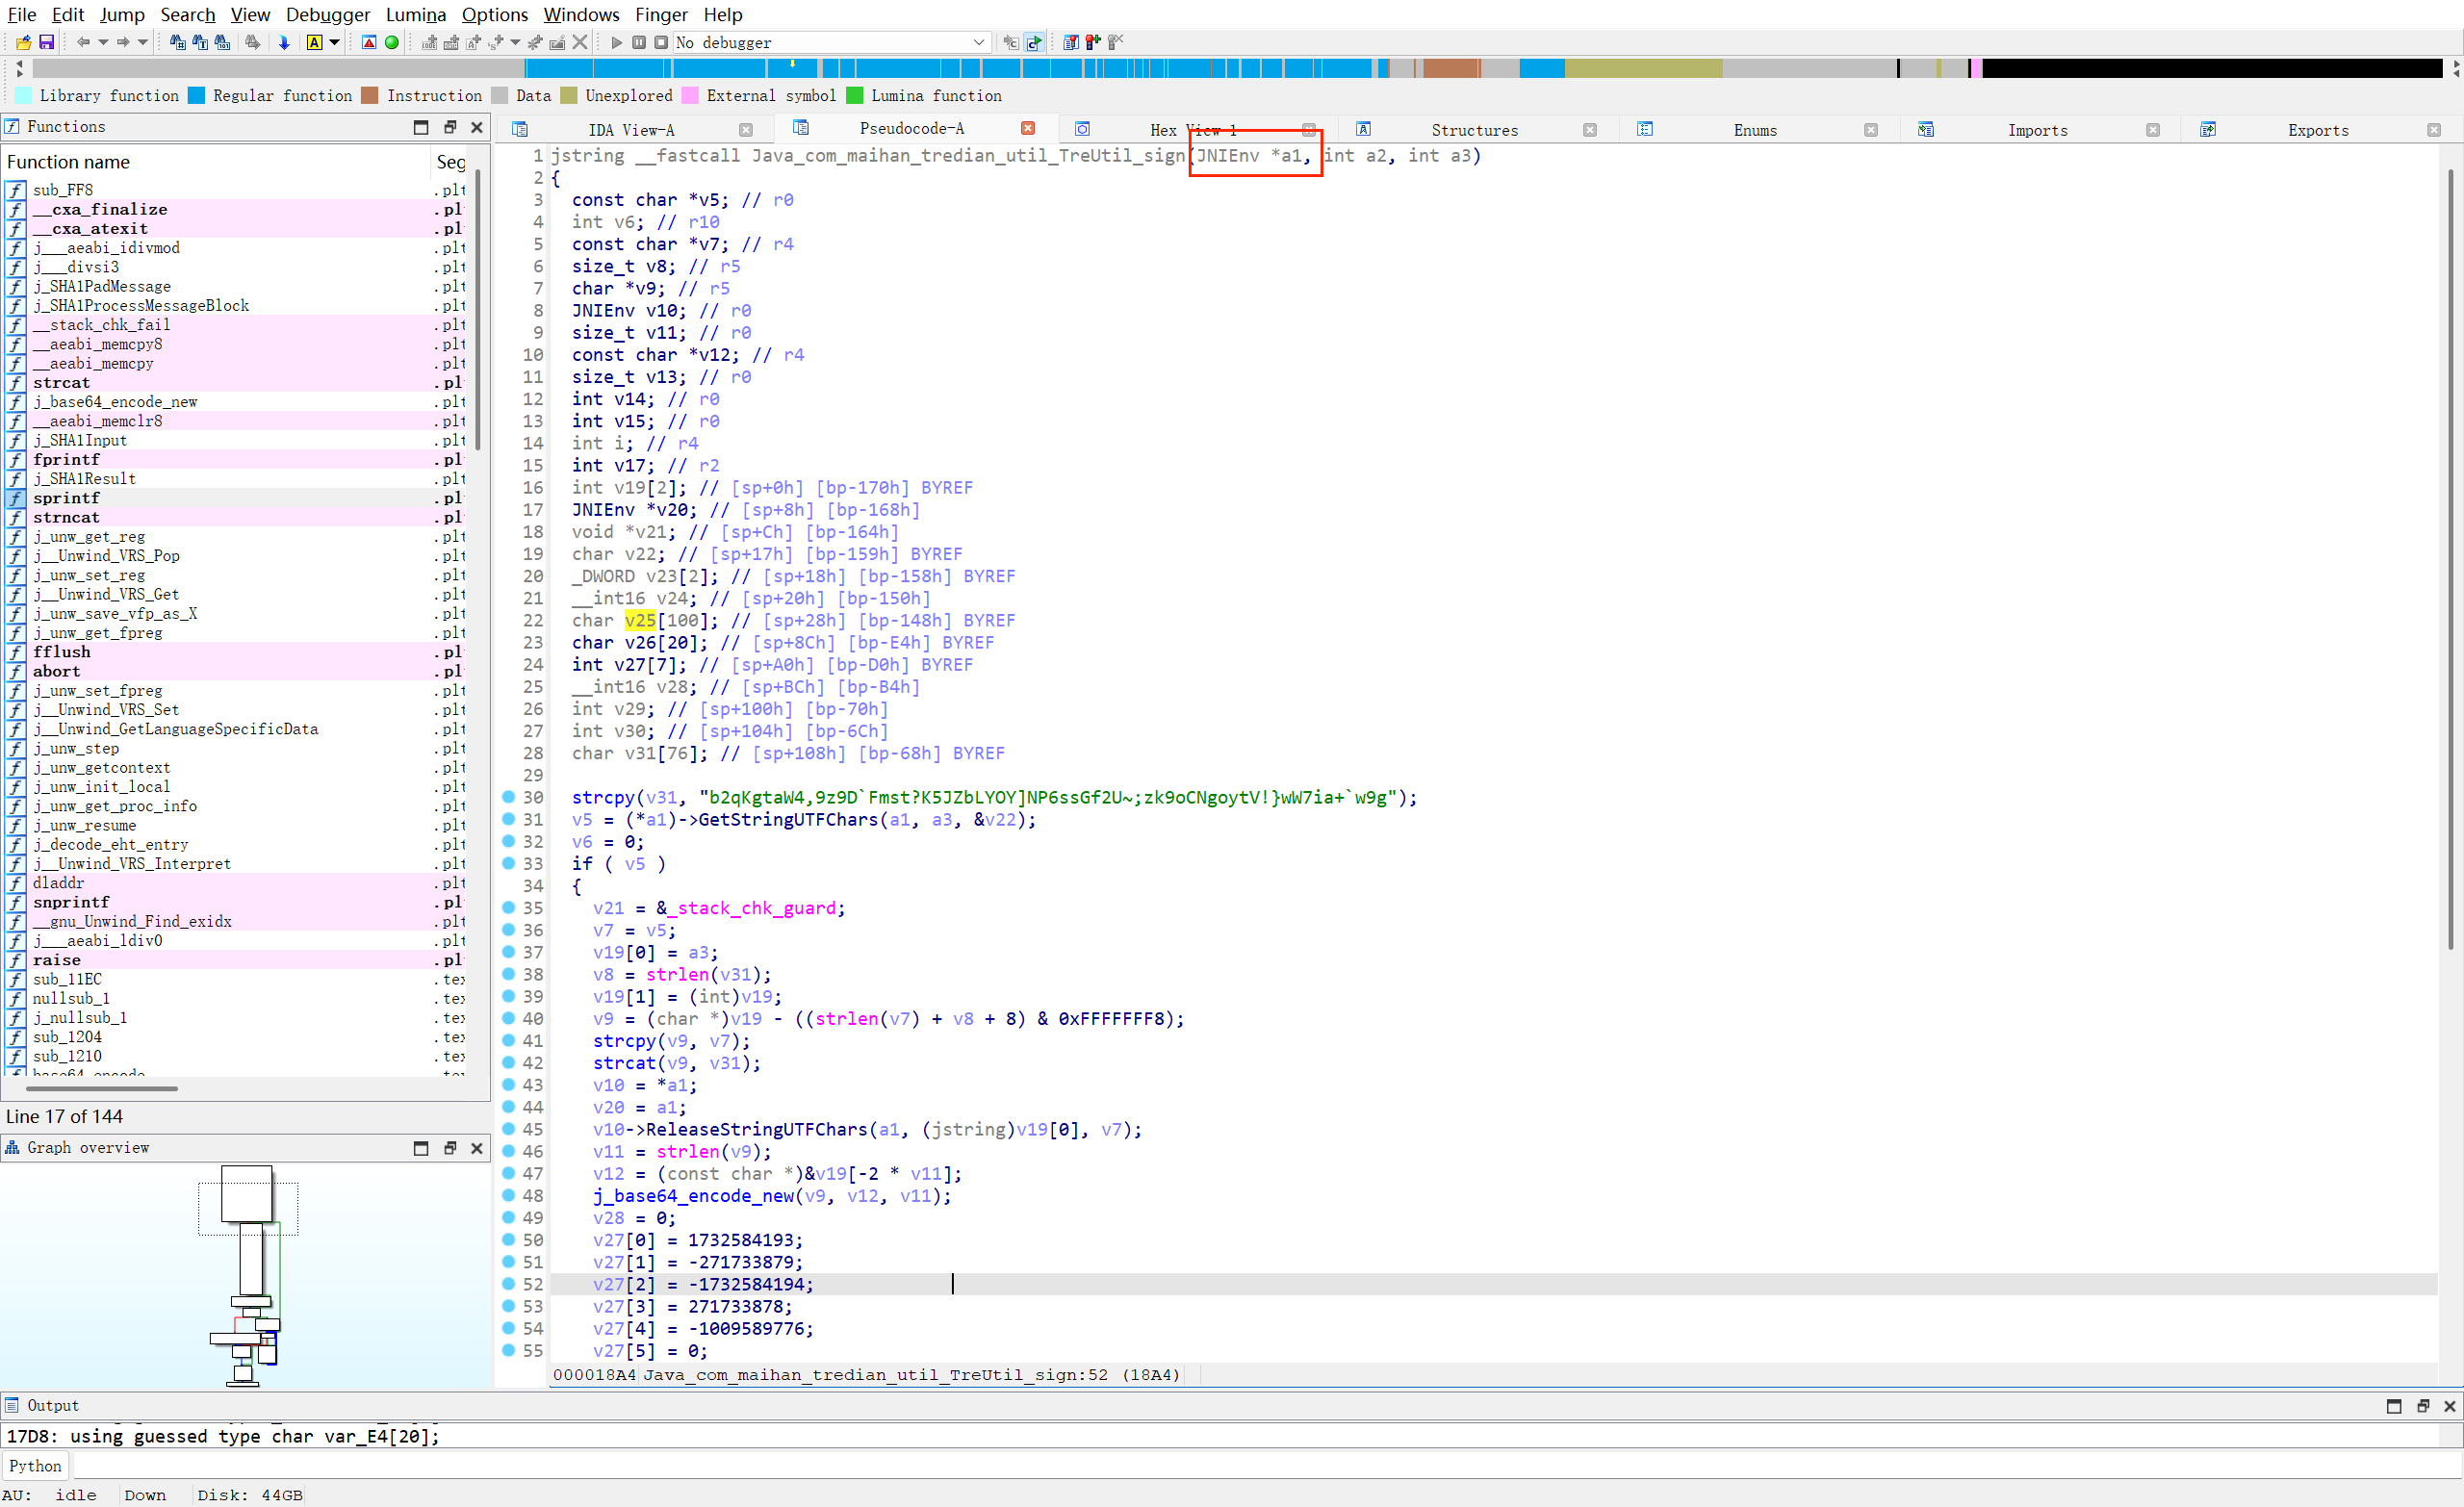 File Edit Jump Search View Debugger Lumina Options Windows Finger Help
No debugger
Library function Regular function Instruction Data Unexplored External symbol Lumina function
Functions
Function name Seg
sub_FF8 .plt
__cxa_finalize .pl
__cxa_atexit .pl
j___aeabi_idivmod .plt
j___divsi3 .plt
j_SHA1PadMessage .plt
j_SHA1ProcessMessageBlock .plt
__stack_chk_fail .plt
__aeabi_memcpy8 .plt
__aeabi_memcpy .plt
strcat .pl
j_base64_encode_new .plt
__aeabi_memclr8 .plt
j_SHA1Input .plt
fprintf .pl
j_SHA1Result .plt
sprintf .pl
strncat .pl
j_unw_get_reg .plt
j__Unwind_VRS_Pop .plt
j_unw_set_reg .plt
j__Unwind_VRS_Get .plt
j_unw_save_vfp_as_X .plt
j_unw_get_fpreg .plt
fflush .pl
abort .pl
j_unw_set_fpreg .plt
j__Unwind_VRS_Set .plt
j__Unwind_GetLanguageSpecificData .plt
j_unw_step .plt
j_unw_getcontext .plt
j_unw_init_local .plt
j_unw_get_proc_info .plt
j_unw_resume .plt
j_decode_eht_entry .plt
j__Unwind_VRS_Interpret .plt
dladdr .plt
snprintf .pl
__gnu_Unwind_Find_exidx .plt
j___aeabi_ldiv0 .plt
raise .pl
sub_11EC .tex
nullsub_1 .tex
j_nullsub_1 .tex
sub_1204 .tex
sub_1210 .tex
base64_encode .tex
Line 17 of 144
Graph overview
IDA View-A Pseudocode-A Hex View-1 Structures Enums Imports Exports
1 jstring __fastcall Java_com_maihan_tredian_util_TreUtil_sign(JNIEnv *a1, int a2, int a3)
2 {
3 const char *v5; // r0
4 int v6; // r10
5 const char *v7; // r4
6 size_t v8; // r5
7 char *v9; // r5
8 JNIEnv v10; // r0
9 size_t v11; // r0
10 const char *v12; // r4
11 size_t v13; // r0
12 int v14; // r0
13 int v15; // r0
14 int i; // r4
15 int v17; // r2
16 int v19[2]; // [sp+0h] [bp-170h] BYREF
17 JNIEnv *v20; // [sp+8h] [bp-168h]
18 void *v21; // [sp+Ch] [bp-164h]
19 char v22; // [sp+17h] [bp-159h] BYREF
20 _DWORD v23[2]; // [sp+18h] [bp-158h] BYREF
21 __int16 v24; // [sp+20h] [bp-150h]
22 char v25[100]; // [sp+28h] [bp-148h] BYREF
23 char v26[20]; // [sp+8Ch] [bp-E4h] BYREF
24 int v27[7]; // [sp+A0h] [bp-D0h] BYREF
25 __int16 v28; // [sp+BCh] [bp-B4h]
26 int v29; // [sp+100h] [bp-70h]
27 int v30; // [sp+104h] [bp-6Ch]
28 char v31[76]; // [sp+108h] [bp-68h] BYREF
29
30 strcpy(v31, "b2qKgtaW4,9z9D`Fmst?K5JZbLYOY]NP6ssGf2U~;zk9oCNgoytV!}wW7ia+`w9g");
31 v5 = (*a1)->GetStringUTFChars(a1, a3, &v22);
32 v6 = 0;
33 if ( v5 )
34 {
35 v21 = &_stack_chk_guard;
36 v7 = v5;
37 v19[0] = a3;
38 v8 = strlen(v31);
39 v19[1] = (int)v19;
40 v9 = (char *)v19 - ((strlen(v7) + v8 + 8) & 0xFFFFFFF8);
41 strcpy(v9, v7);
42 strcat(v9, v31);
43 v10 = *a1;
44 v20 = a1;
45 v10->ReleaseStringUTFChars(a1, (jstring)v19[0], v7);
46 v11 = strlen(v9);
47 v12 = (const char *)&v19[-2 * v11];
48 j_base64_encode_new(v9, v12, v11);
49 v28 = 0;
50 v27[0] = 1732584193;
51 v27[1] = -271733879;
52 v27[2] = -1732584194;
53 v27[3] = 271733878;
54 v27[4] = -1009589776;
55 v27[5] = 0;
000018A4 Java_com_maihan_tredian_util_TreUtil_sign:52 (18A4)
Output
17D8: using guessed type char var_E4[20];
Python
AU: idle Down Disk: 44GB